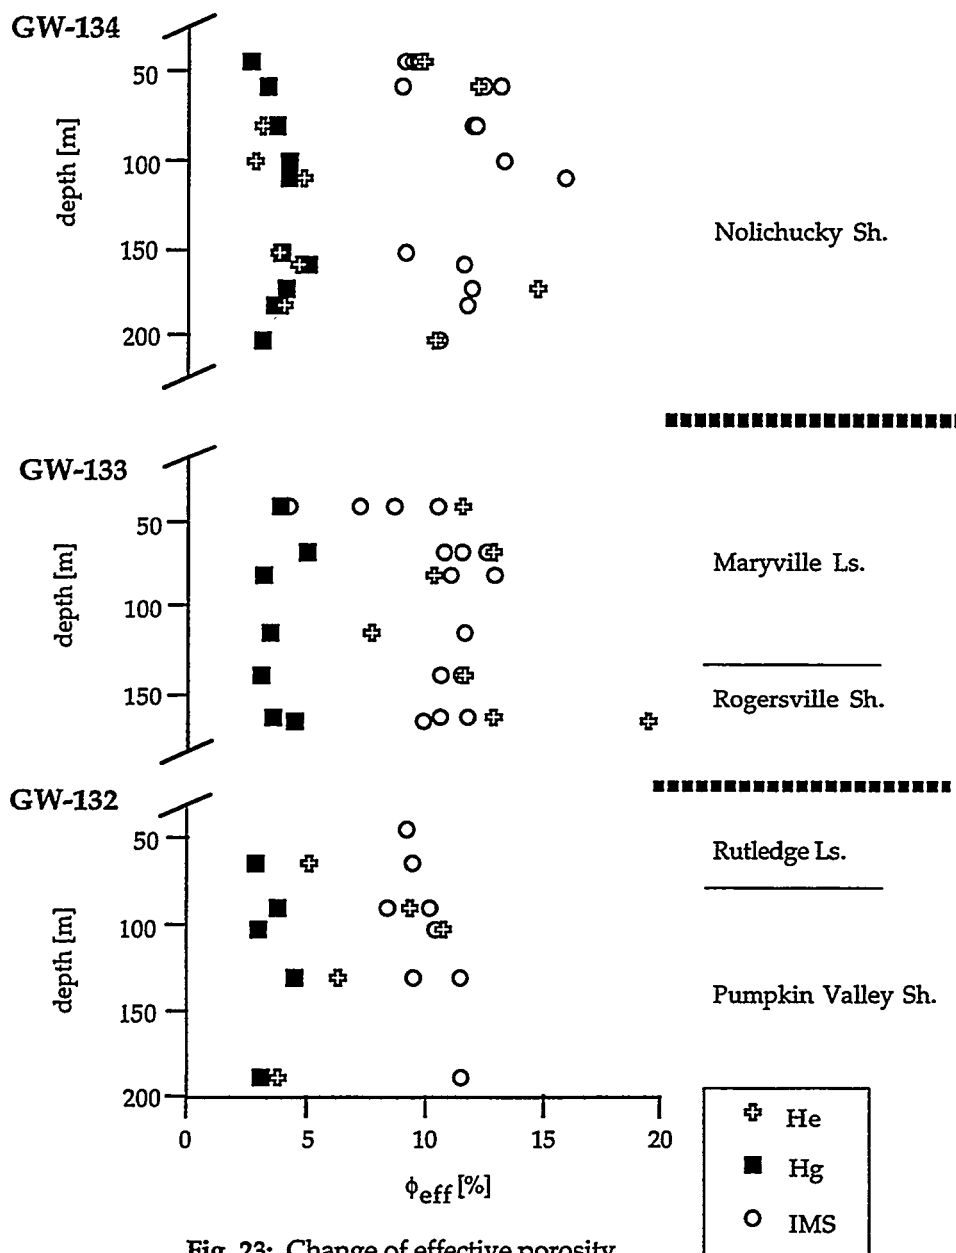 GW-134
50
100
150
200
depth [m]
Nolichucky Sh.
GW-133
50
100
150
depth [m]
Maryville Ls.
Rogersville Sh.
GW-132
50
100
150
200
depth [m]
Rutledge Ls.
Pumpkin Valley Sh.
0 5 10 15 20
ϕeff [%]
He
Hg
IMS
Fig. 23: Change of effective porosity